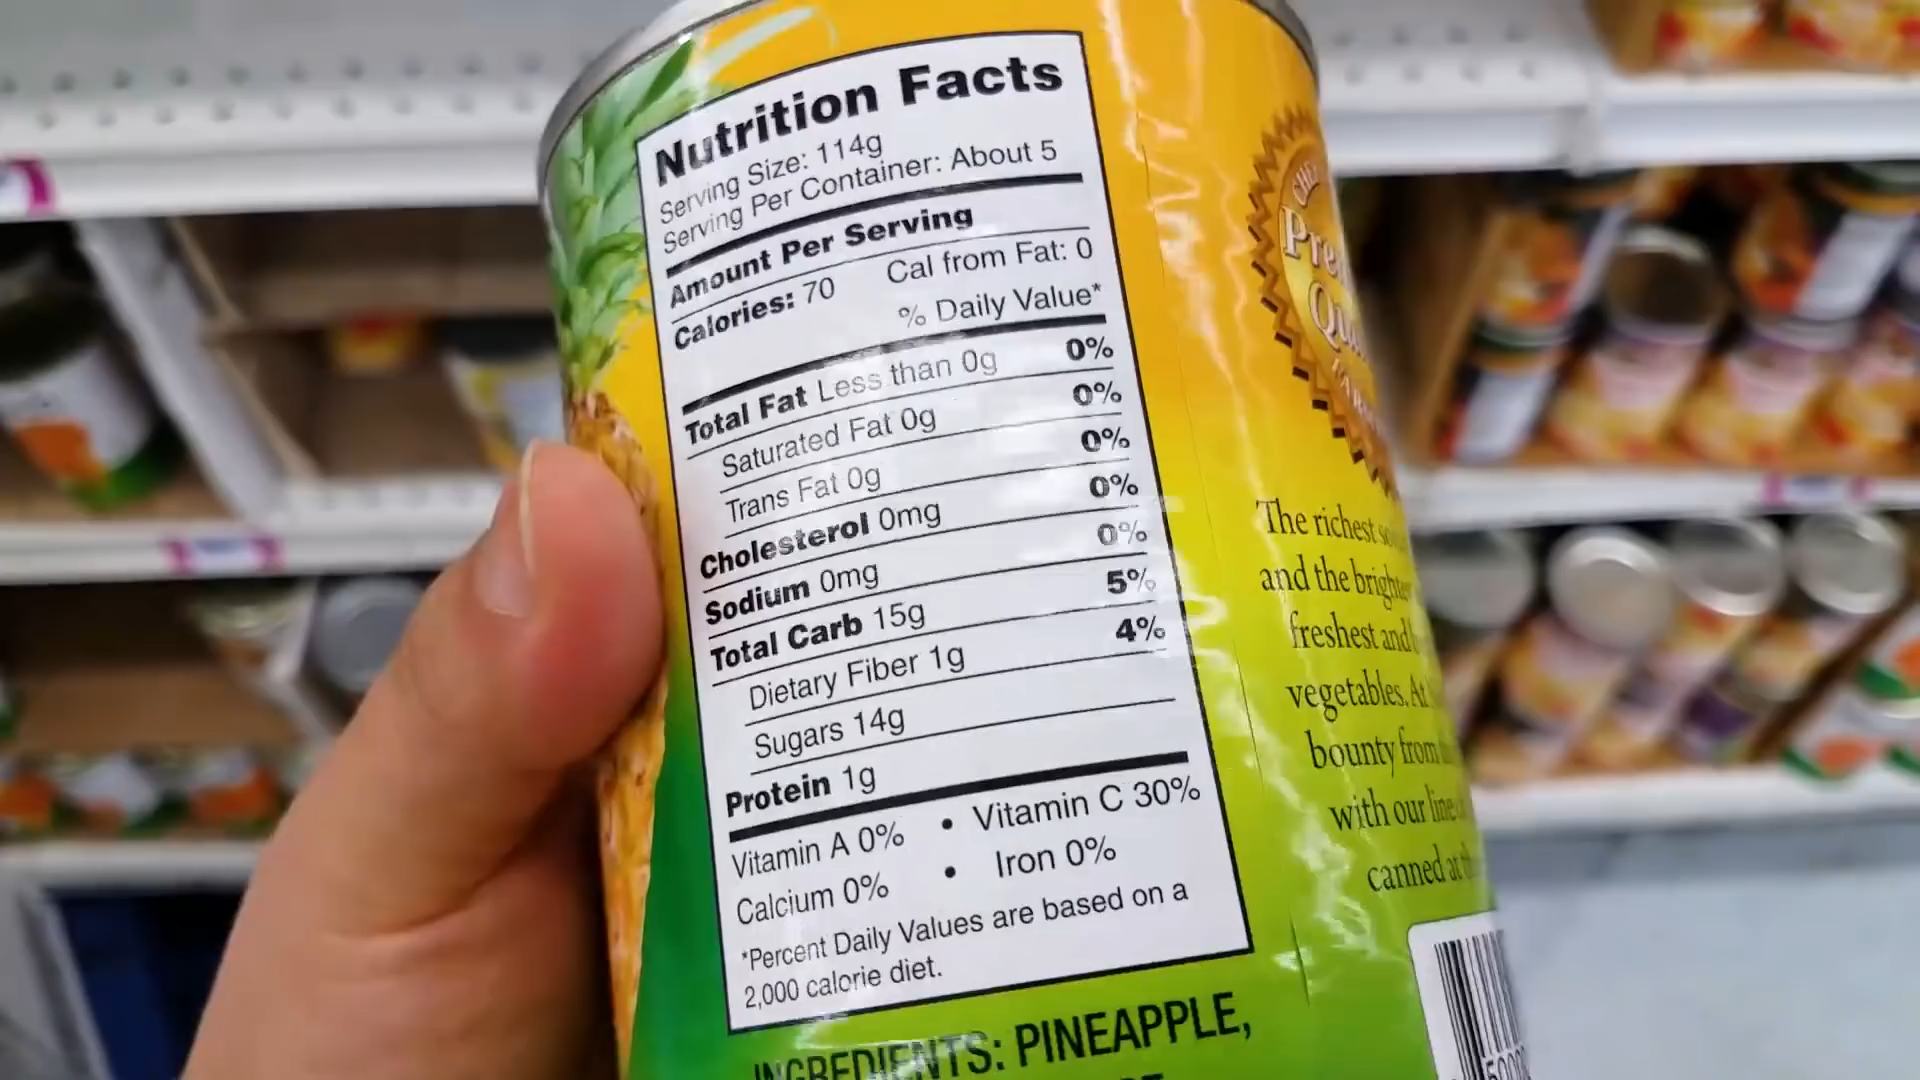 Nutrition Facts
Serving Size: 114g
Serving Per Container: About 5
Amount Per Serving
Calories: 70 Cal from Fat: 0
% Daily Value*
Total Fat Less than 0g 0%
Saturated Fat 0g 0%
Trans Fat 0g 0%
Cholesterol 0mg 0%
Sodium 0mg 0%
Total Carb 15g 5%
Dietary Fiber 1g 4%
Sugars 14g
Protein 1g
Vitamin A 0% • Vitamin C 30%
Calcium 0% • Iron 0%
*Percent Daily Values are based on a
2,000 calorie diet.
INGREDIENTS: PINEAPPLE,
The richest
and the
freshest and
vegetables. At
bounty from
with our line
canned at